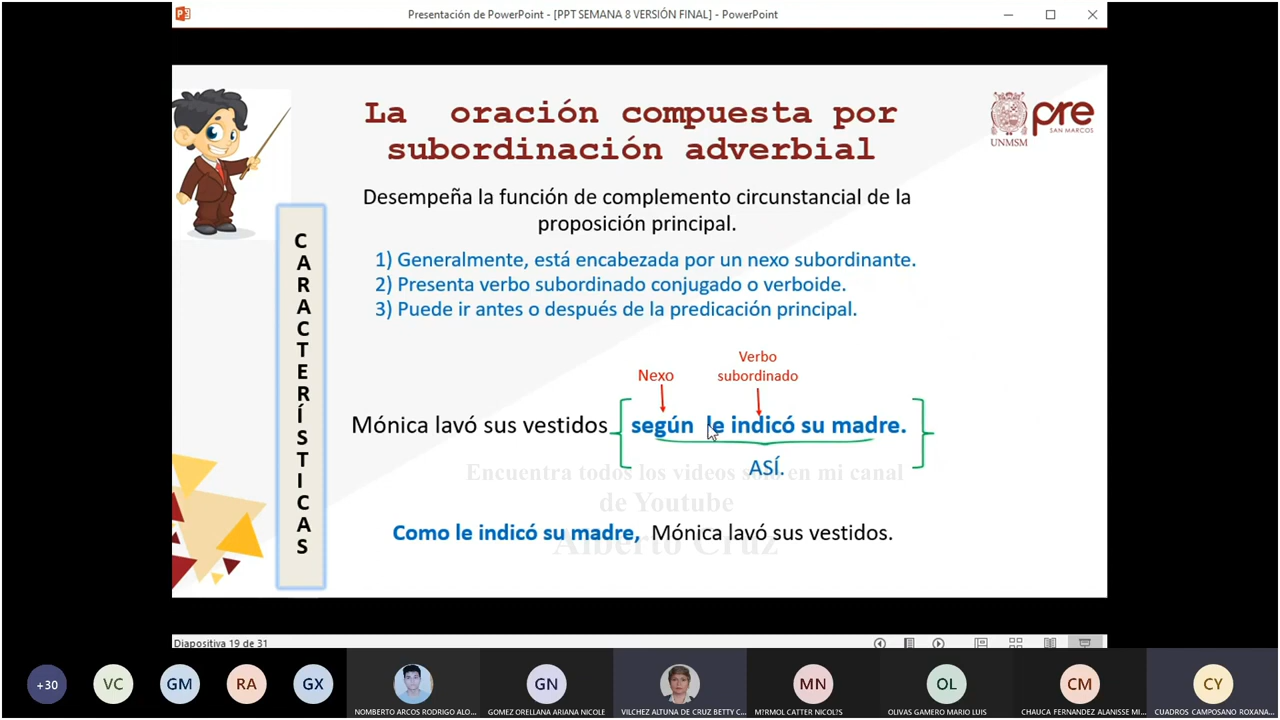 Presentación de PowerPoint - [PPT SEMANA 8 VERSIÓN FINAL] - PowerPoint
La oración compuesta por
subordinación adverbial
UNMSM
pre
SAN MARCOS
Desempeña la función de complemento circunstancial de la
proposición principal.
CARACTERÍSTICAS
1) Generalmente, está encabezada por un nexo subordinante.
2) Presenta verbo subordinado conjugado o verboide.
3) Puede ir antes o después de la predicación principal.
Verbo
Nexo subordinado
Mónica lavó sus vestidos según le indicó su madre.
ASÍ.
Encuentra todos los videos solo en mi canal
de Youtube
Alberto Cruz
Como le indicó su madre, Mónica lavó sus vestidos.
Diapositiva 19 de 31
+30 VC GM RA GX GN MN OL CM CY
NOMBERTO ARCOS RODRIGO ALO... GOMEZ ORELLANA ARIANA NICOLE VILCHEZ ALTUNA DE CRUZ BETTY C... M?RMOL CATTER NICOL?S OLIVAS GAMERO MARIO LUIS CHAUCA FERNANDEZ ALANISSE MI... CUADROS CAMPOSANO ROXANA...